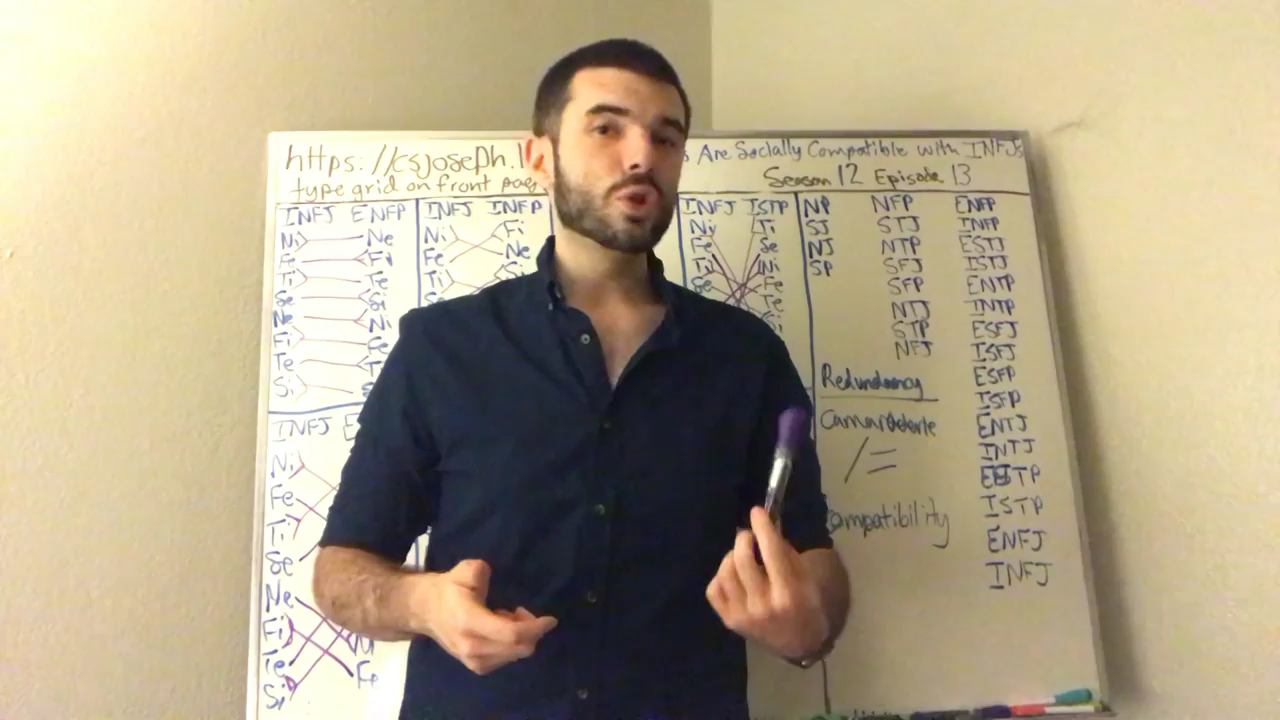 https://csjoseph.l
s Are Socially Compatible with INFJs
type grid on front page
Season 12 Episode 13
INFJ ENFP
Ni Ne
Fe Fi
Ti Fe
Se Si
Ne Ni
Fi
Te T
Si
INFJ INFP
Ni Fi
Fe Ne
Ti Si
INFJ ISTP
Ni Ti
Fe Se
Ti Ni
Se Fe
Te
INFJ E
Ni
Fe
Ti
Se
Ne
Fi
Te
Si
Fe
NP
SJ
NJ
SP
NFP
STJ
NTP
SFJ
SFP
NTJ
STP
NFJ
ENFP
INFP
ESTJ
ISTJ
ENTP
INTP
ESFJ
ISFJ
ESFP
ISFP
ENTJ
INTJ
ESTP
ISTP
ENFJ
INFJ
Redundancy
Camaraderie
/=
ompatibility